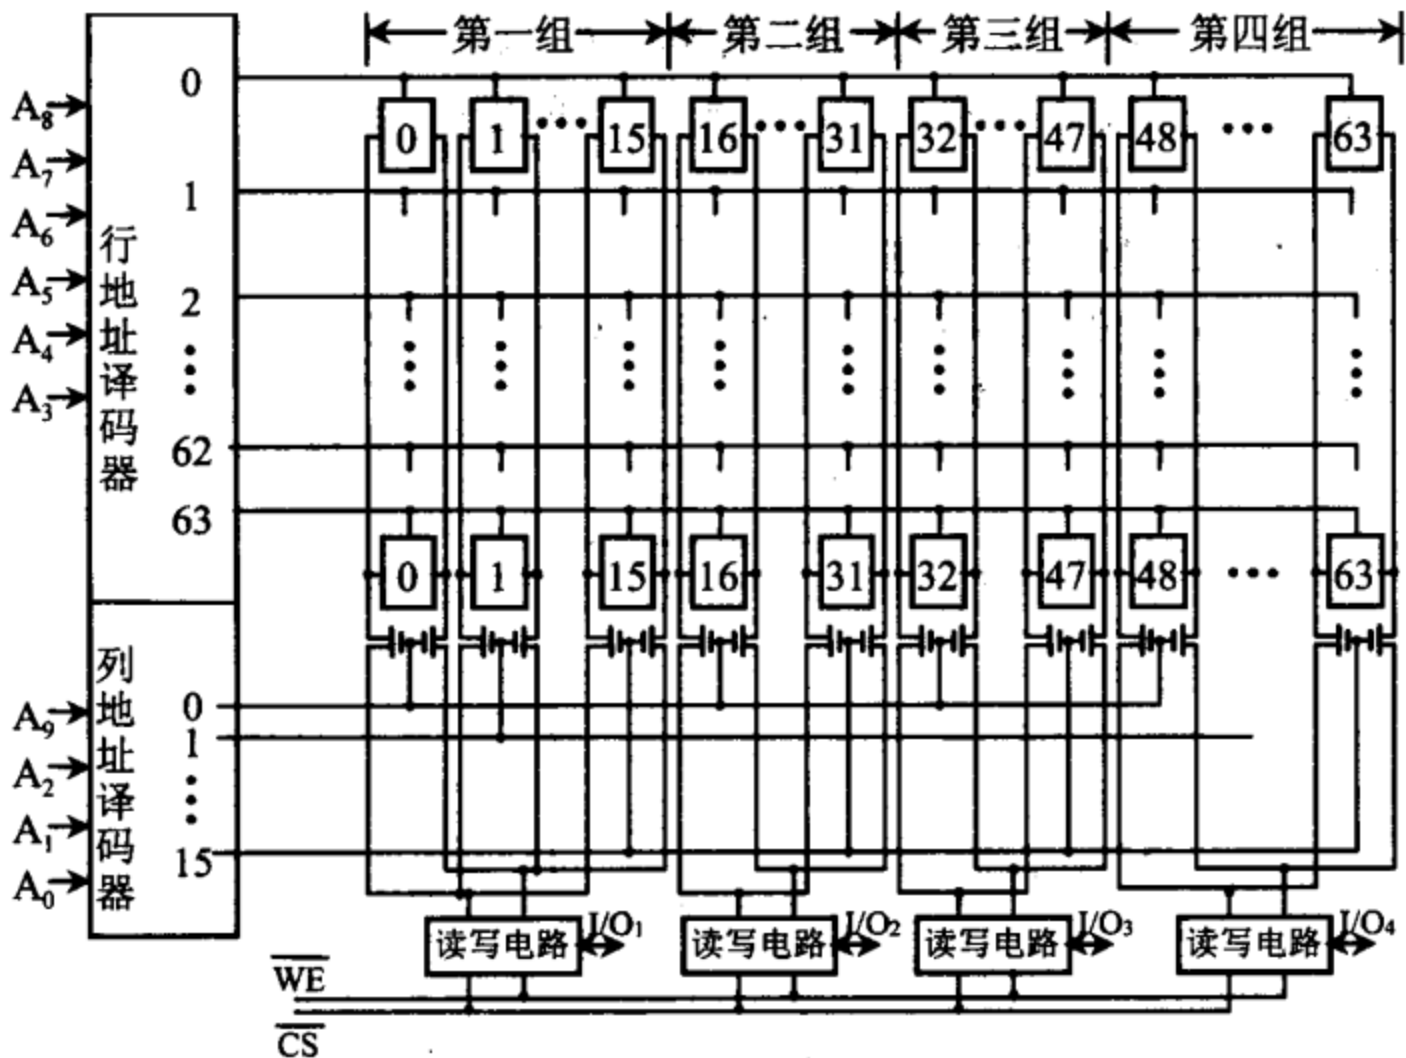 第一组 第二组 第三组 第四组
0
A₈
0 1 ••• 15 16 ••• 31 32 ••• 47 48 ••• 63
A₇
1
A₆
行地址译码器
A₅
2
A₄
A₃
62
63
0 1 15 16 31 32 47 48 ••• 63
列地址译码器
A₉
0
1
A₂
A₁
15
A₀
读写电路 I/O₁ 读写电路 I/O₂ 读写电路 I/O₃ 读写电路 I/O₄
W̅E̅
C̅S̅